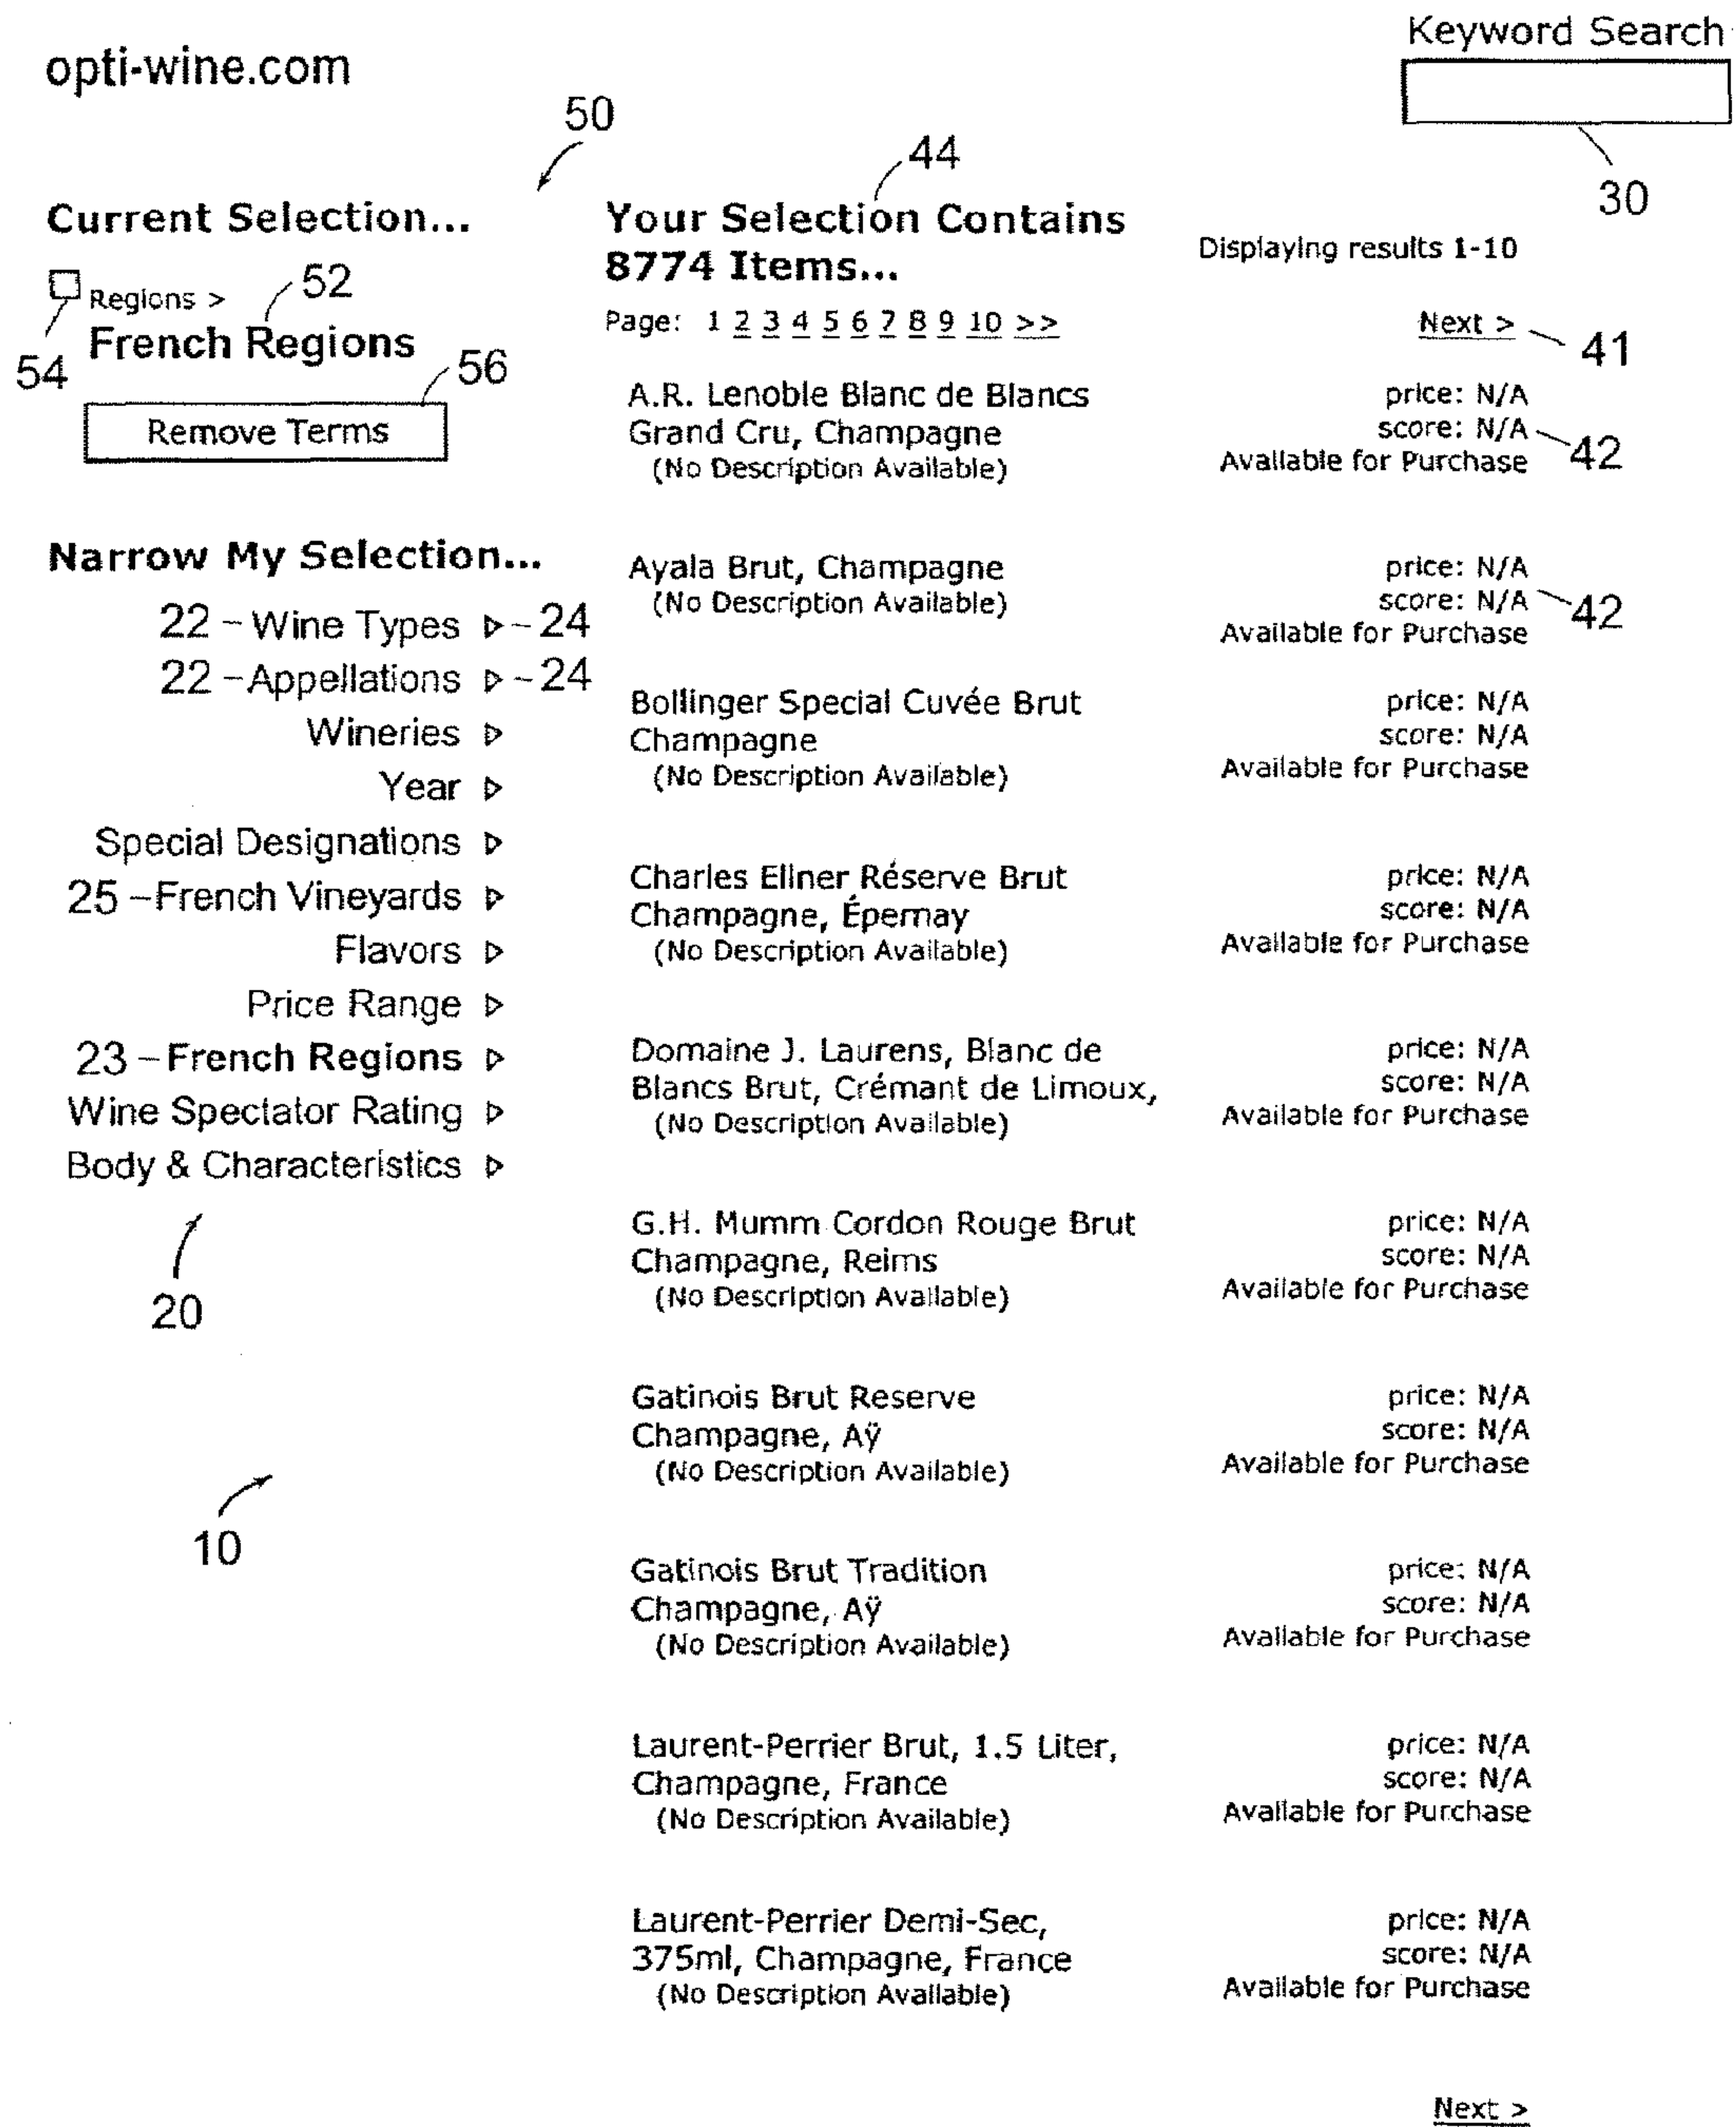 opti-wine.com
Keyword Search
30
50
44
Current Selection...
54
Regions >
52
French Regions
56
Remove Terms
Narrow My Selection...
22 Wine Types 24
22 Appellations 24
Wineries
Year
Special Designations
25 French Vineyards
Flavors
Price Range
23 French Regions
Wine Spectator Rating
Body & Characteristics
20
10
Your Selection Contains
8774 Items...
Displaying results 1-10
Page: 1 2 3 4 5 6 7 8 9 10 >>
Next > 41
A.R. Lenoble Blanc de Blancs
Grand Cru, Champagne
(No Description Available)
price: N/A
score: N/A 42
Available for Purchase
Ayala Brut, Champagne
(No Description Available)
price: N/A
score: N/A 42
Available for Purchase
Bollinger Special Cuvée Brut
Champagne
(No Description Available)
price: N/A
score: N/A
Available for Purchase
Charles Ellner Réserve Brut
Champagne, Épernay
(No Description Available)
price: N/A
score: N/A
Available for Purchase
Domaine J. Laurens, Blanc de
Blancs Brut, Crémant de Limoux,
(No Description Available)
price: N/A
score: N/A
Available for Purchase
G.H. Mumm Cordon Rouge Brut
Champagne, Reims
(No Description Available)
price: N/A
score: N/A
Available for Purchase
Gatinois Brut Reserve
Champagne, Aÿ
(No Description Available)
price: N/A
score: N/A
Available for Purchase
Gatinois Brut Tradition
Champagne, Aÿ
(No Description Available)
price: N/A
score: N/A
Available for Purchase
Laurent-Perrier Brut, 1.5 Liter,
Champagne, France
(No Description Available)
price: N/A
score: N/A
Available for Purchase
Laurent-Perrier Demi-Sec,
375ml, Champagne, France
(No Description Available)
price: N/A
score: N/A
Available for Purchase
Next >